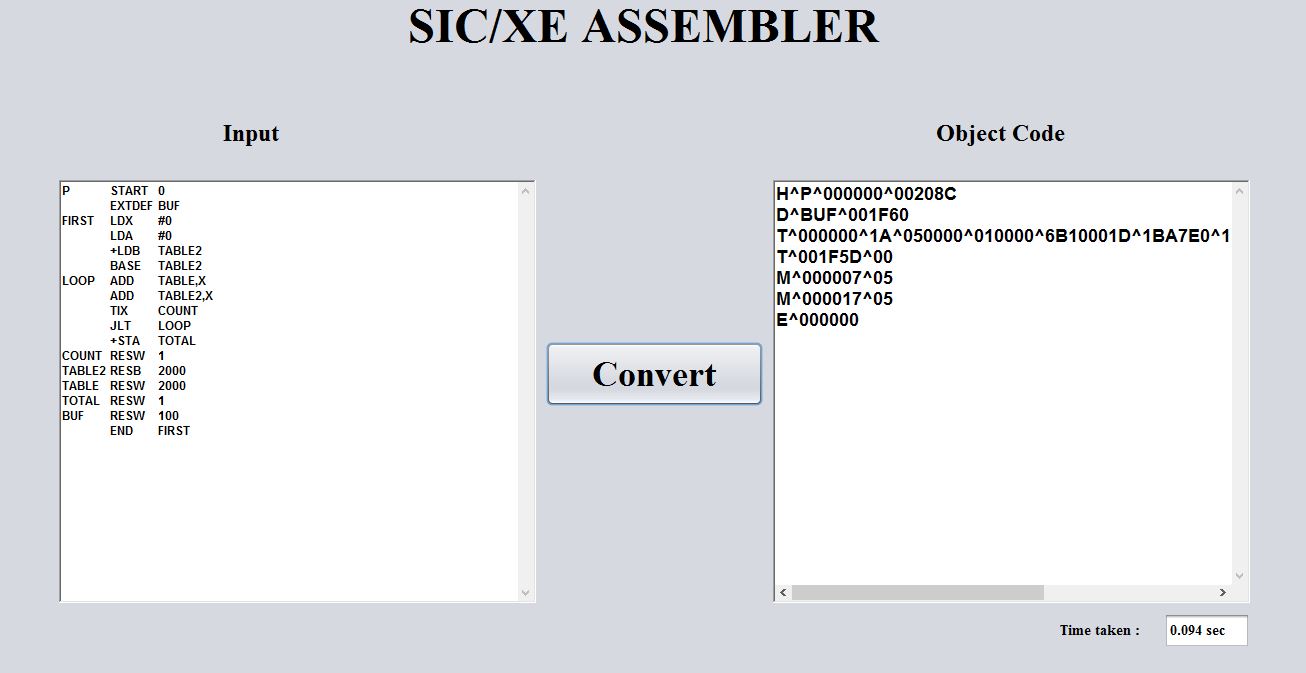 SIC/XE ASSEMBLER
Input
P START 0
EXTDEF BUF
FIRST LDX #0
LDA #0
+LDB TABLE2
BASE TABLE2
LOOP ADD TABLE,X
ADD TABLE2,X
TIX COUNT
JLT LOOP
+STA TOTAL
COUNT RESW 1
TABLE2 RESB 2000
TABLE RESW 2000
TOTAL RESW 1
BUF RESW 100
END FIRST
Convert
Object Code
H^P^000000^00208C
D^BUF^001F60
T^000000^1A^050000^010000^6B10001D^1BA7E0^1
T^001F5D^00
M^000007^05
M^000017^05
E^000000
Time taken : 0.094 sec